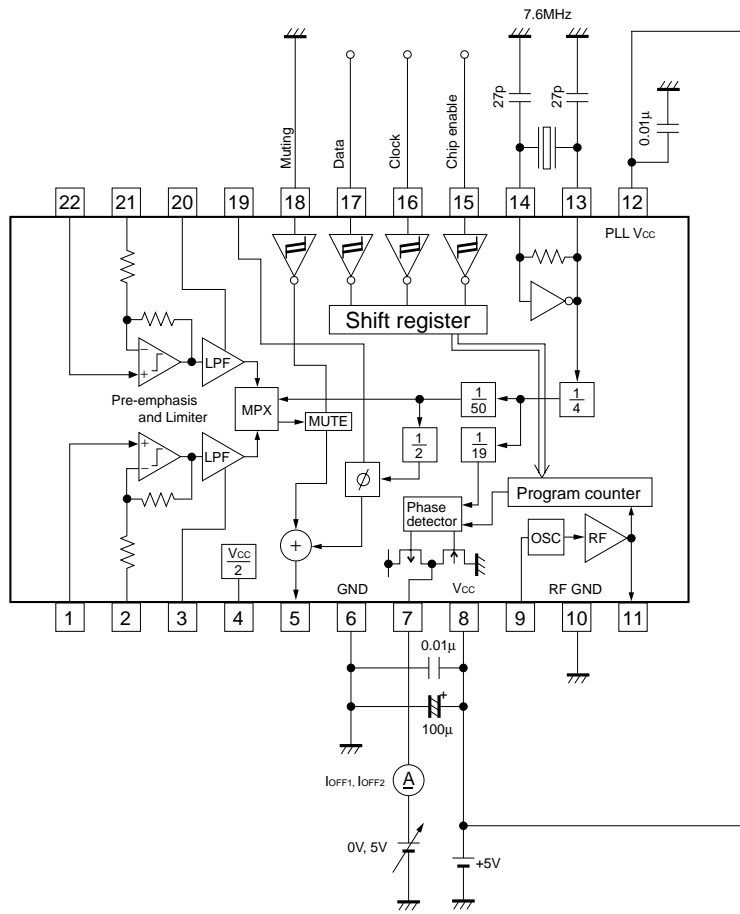 7.6MHz
27p
27p
0.01μ
Muting
Data
Clock
Chip enable
22
21
20
19
18
17
16
15
14
13
12
PLL Vcc
Shift register
LPF
Pre-emphasis
and Limiter
MPX
MUTE
1/50
1/4
1/2
1/19
LPF
ϕ
Phase
detector
Program counter
OSC
RF
Vcc/2
+
GND
Vcc
RF GND
1
2
3
4
5
6
7
8
9
10
11
0.01μ
100μ
+
IOFF1, IOFF2
A
0V, 5V
+5V